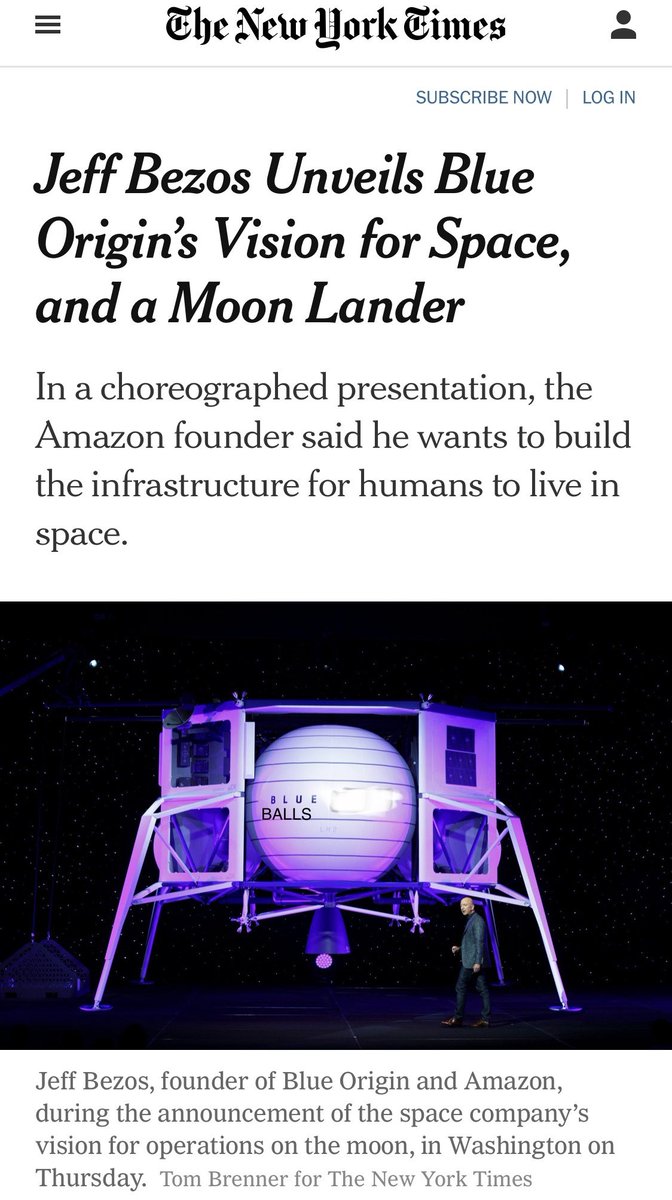 The New York Times
SUBSCRIBE NOW | LOG IN
Jeff Bezos Unveils Blue
Origin’s Vision for Space,
and a Moon Lander
In a choreographed presentation, the
Amazon founder said he wants to build
the infrastructure for humans to live in
space.
BLUE
BALLS
Jeff Bezos, founder of Blue Origin and Amazon,
during the announcement of the space company’s
vision for operations on the moon, in Washington on
Thursday. Tom Brenner for The New York Times